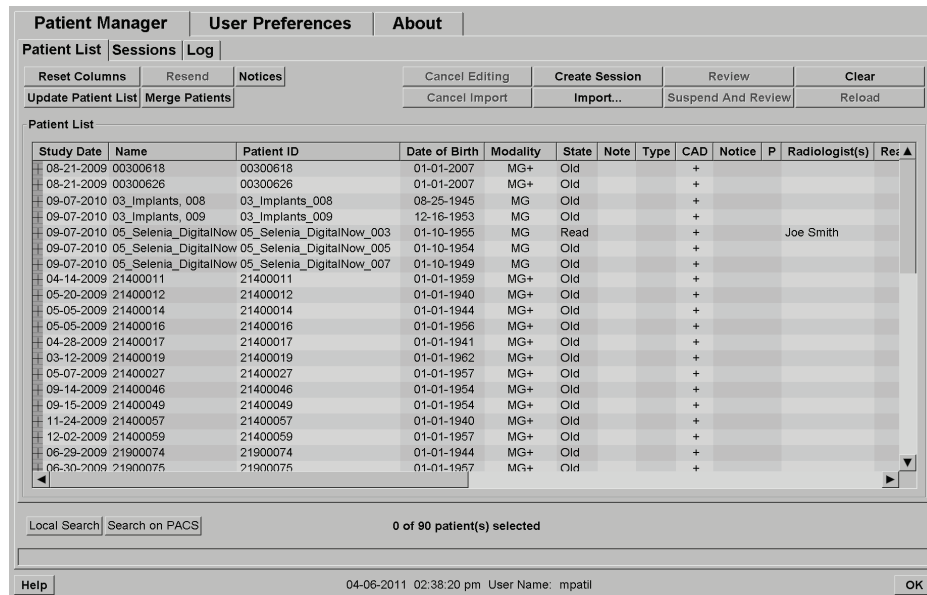 Patient Manager User Preferences About
Patient List Sessions Log
Reset Columns Resend Notices Cancel Editing Create Session Review Clear
Update Patient List Merge Patients Cancel Import Import... Suspend And Review Reload
Patient List
Study Date Name Patient ID Date of Birth Modality State Note Type CAD Notice P Radiologist(s) Rea
08-21-2009 00300618 00300618 01-01-2007 MG+ Old +
08-21-2009 00300626 00300626 01-01-2007 MG+ Old +
09-07-2010 03_Implants, 008 03_Implants_008 08-25-1945 MG Old +
09-07-2010 03_Implants, 009 03_Implants_009 12-16-1953 MG Old +
09-07-2010 05_Selenia_DigitalNow 05_Selenia_DigitalNow_003 01-10-1955 MG Read + Joe Smith
09-07-2010 05_Selenia_DigitalNow 05_Selenia_DigitalNow_005 01-10-1954 MG Old +
09-07-2010 05_Selenia_DigitalNow 05_Selenia_DigitalNow_007 01-10-1949 MG Old +
04-14-2009 21400011 21400011 01-01-1959 MG+ Old +
05-20-2009 21400012 21400012 01-01-1940 MG+ Old +
05-05-2009 21400014 21400014 01-01-1944 MG+ Old +
05-05-2009 21400016 21400016 01-01-1956 MG+ Old +
04-28-2009 21400017 21400017 01-01-1941 MG+ Old +
03-12-2009 21400019 21400019 01-01-1962 MG+ Old +
05-07-2009 21400027 21400027 01-01-1957 MG+ Old +
09-14-2009 21400046 21400046 01-01-1954 MG+ Old +
09-15-2009 21400049 21400049 01-01-1954 MG+ Old +
11-24-2009 21400057 21400057 01-01-1940 MG+ Old +
12-02-2009 21400059 21400059 01-01-1957 MG+ Old +
06-29-2009 21900074 21900074 01-01-1944 MG+ Old +
06-30-2009 21900075 21900075 01-01-1957 MG+ Old +
Local Search Search on PACS 0 of 90 patient(s) selected
Help 04-06-2011 02:38:20 pm User Name: mpatil OK